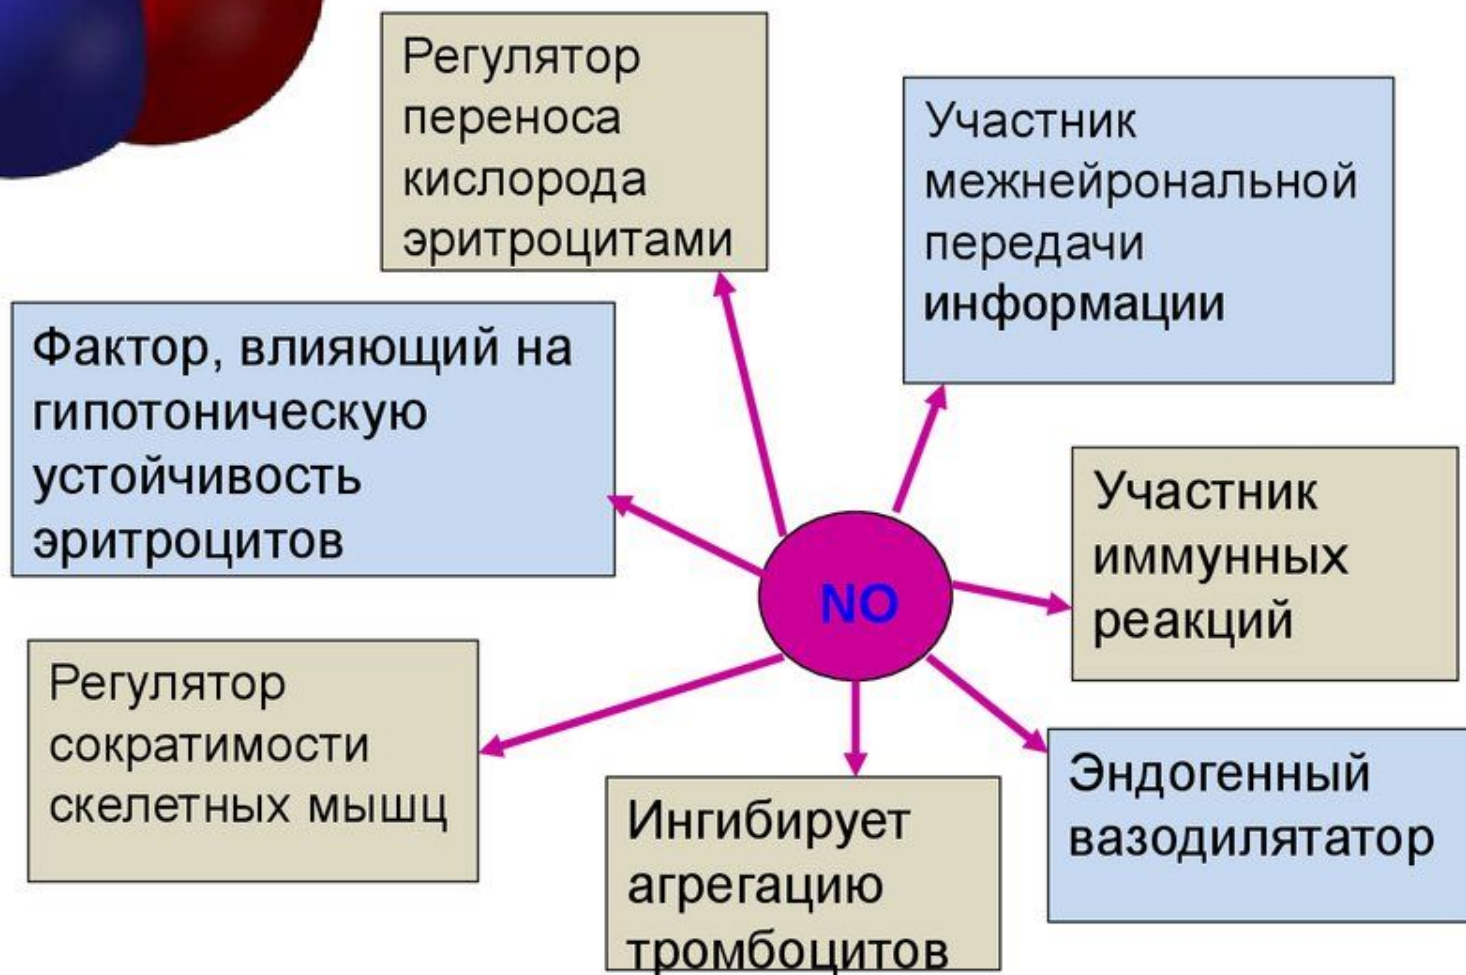 Регулятор
переноса
кислорода
эритроцитами
Участник
межнейрональной
передачи
информации
Фактор, влияющий на
гипотоническую
устойчивость
эритроцитов
Участник
иммунных
реакций
NO
Регулятор
сократимости
скелетных мышц
Эндогенный
вазодилятатор
Ингибирует
агрегацию
тромбоцитов